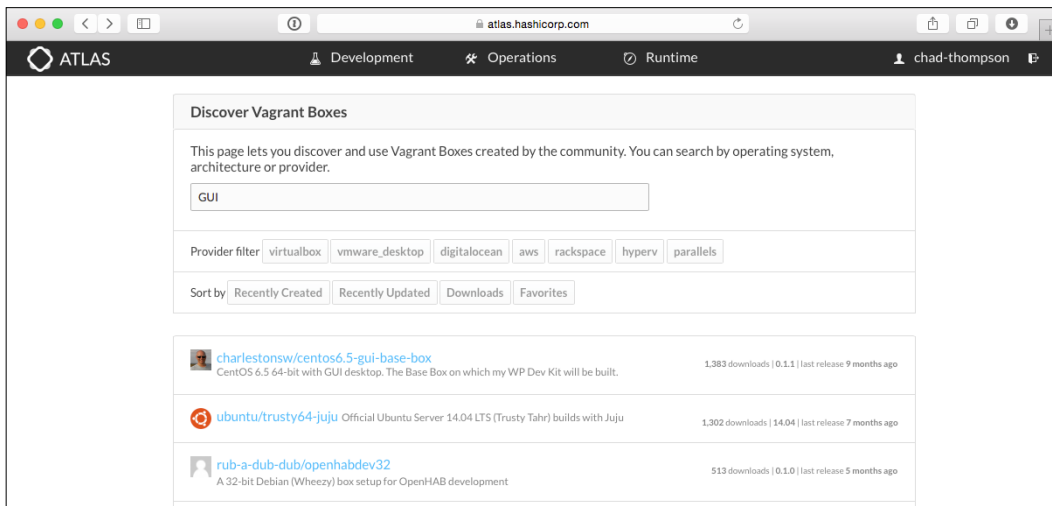 atlas.hashicorp.com
ATLAS
Development
Operations
Runtime
chad-thompson
Discover Vagrant Boxes
This page lets you discover and use Vagrant Boxes created by the community. You can search by operating system,
architecture or provider.
GUI
Provider filter virtualbox vmware_desktop digitalocean aws rackspace hyperv parallels
Sort by Recently Created Recently Updated Downloads Favorites
charlestonsw/centos6.5-gui-base-box
CentOS 6.5 64-bit with GUI desktop. The Base Box on which my WP Dev Kit will be built.
1,383 downloads | 0.1.1 | last release 9 months ago
ubuntu/trusty64-juju Official Ubuntu Server 14.04 LTS (Trusty Tahr) builds with Juju
1,302 downloads | 14.04 | last release 7 months ago
rub-a-dub-dub/openhabdev32
A 32-bit Debian (Wheezy) box setup for OpenHAB development
513 downloads | 0.1.0 | last release 5 months ago